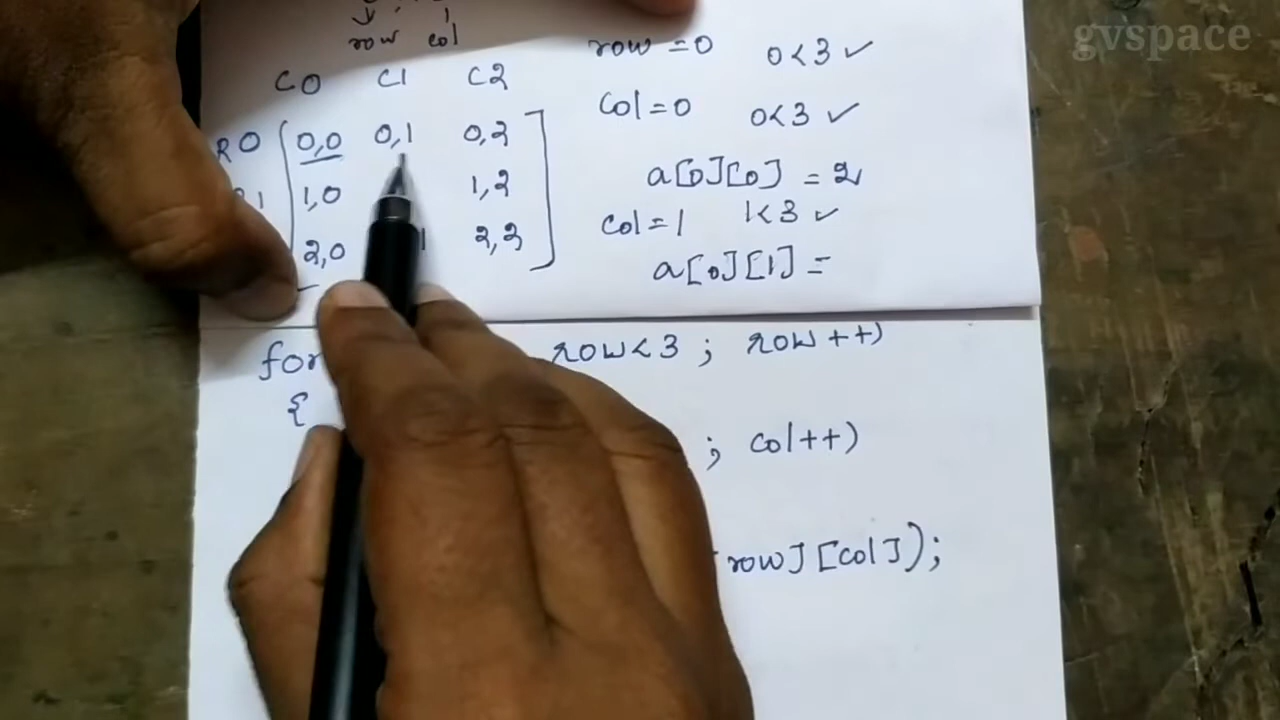 gvspace
row col
C0 C1 C2
R0 0,0 0,1 0,2
1 1,0 1,2
2,0 1 2,2
row = 0 0<3 ✓
Col = 0 0<3 ✓
a[0][0] = 2
col = 1 1<3 ✓
a[0][1] =
for row<3 ; row++)
{
; col++)
row][col]);